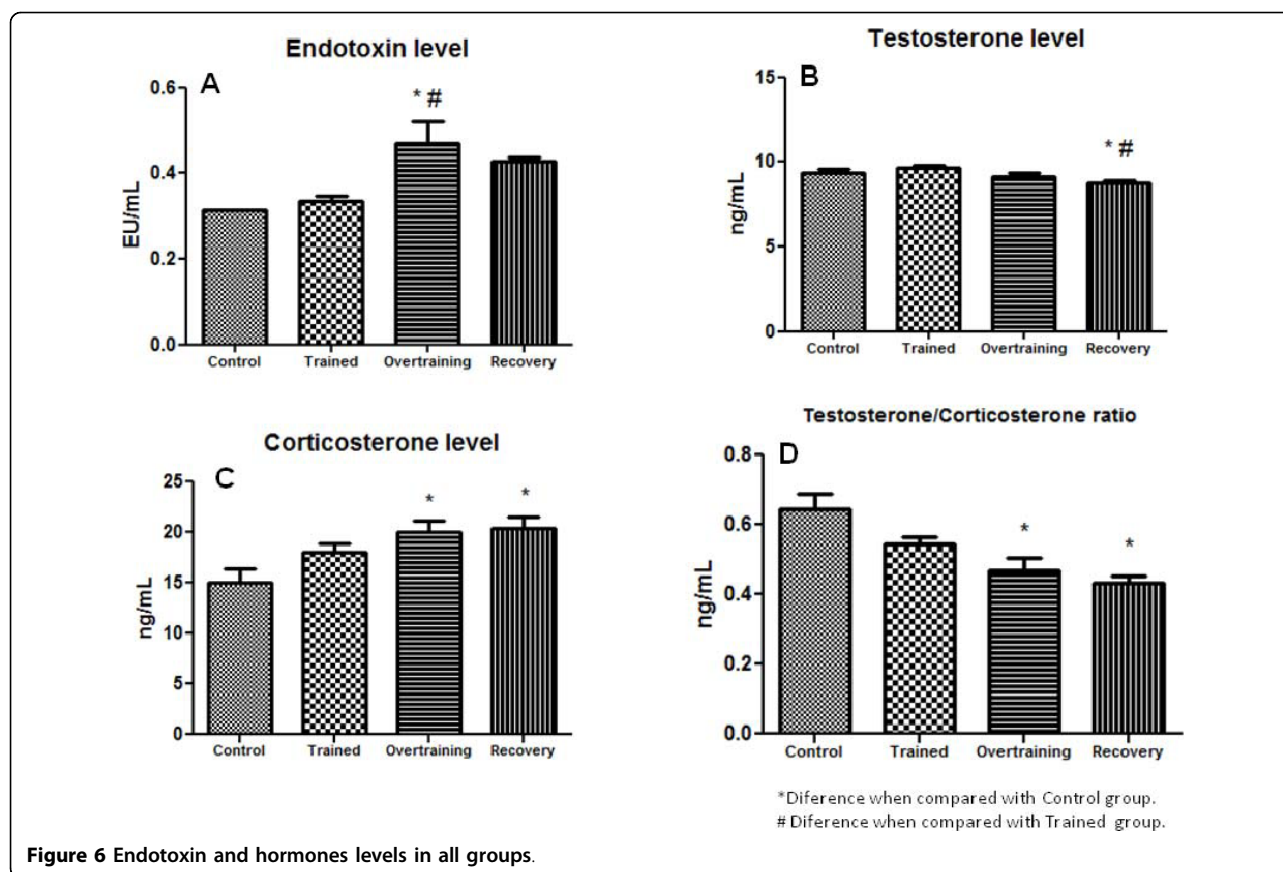 Endotoxin level
A
* #
EU/mL
0.6
0.4
0.2
0.0
Control Trained Overtraining Recovery
Testosterone level
B
* #
ng/mL
15
10
5
0
Control Trained Overtraining Recovery
Corticosterone level
C
* *
ng/mL
25
20
15
10
5
0
Control Trained Overtraining Recovery
Testosterone/Corticosterone ratio
D
* *
ng/mL
0.8
0.6
0.4
0.2
0.0
Control Trained Overtraining Recovery
*Diference when compared with Control group.
# Diference when compared with Trained group.
Figure 6 Endotoxin and hormones levels in all groups.